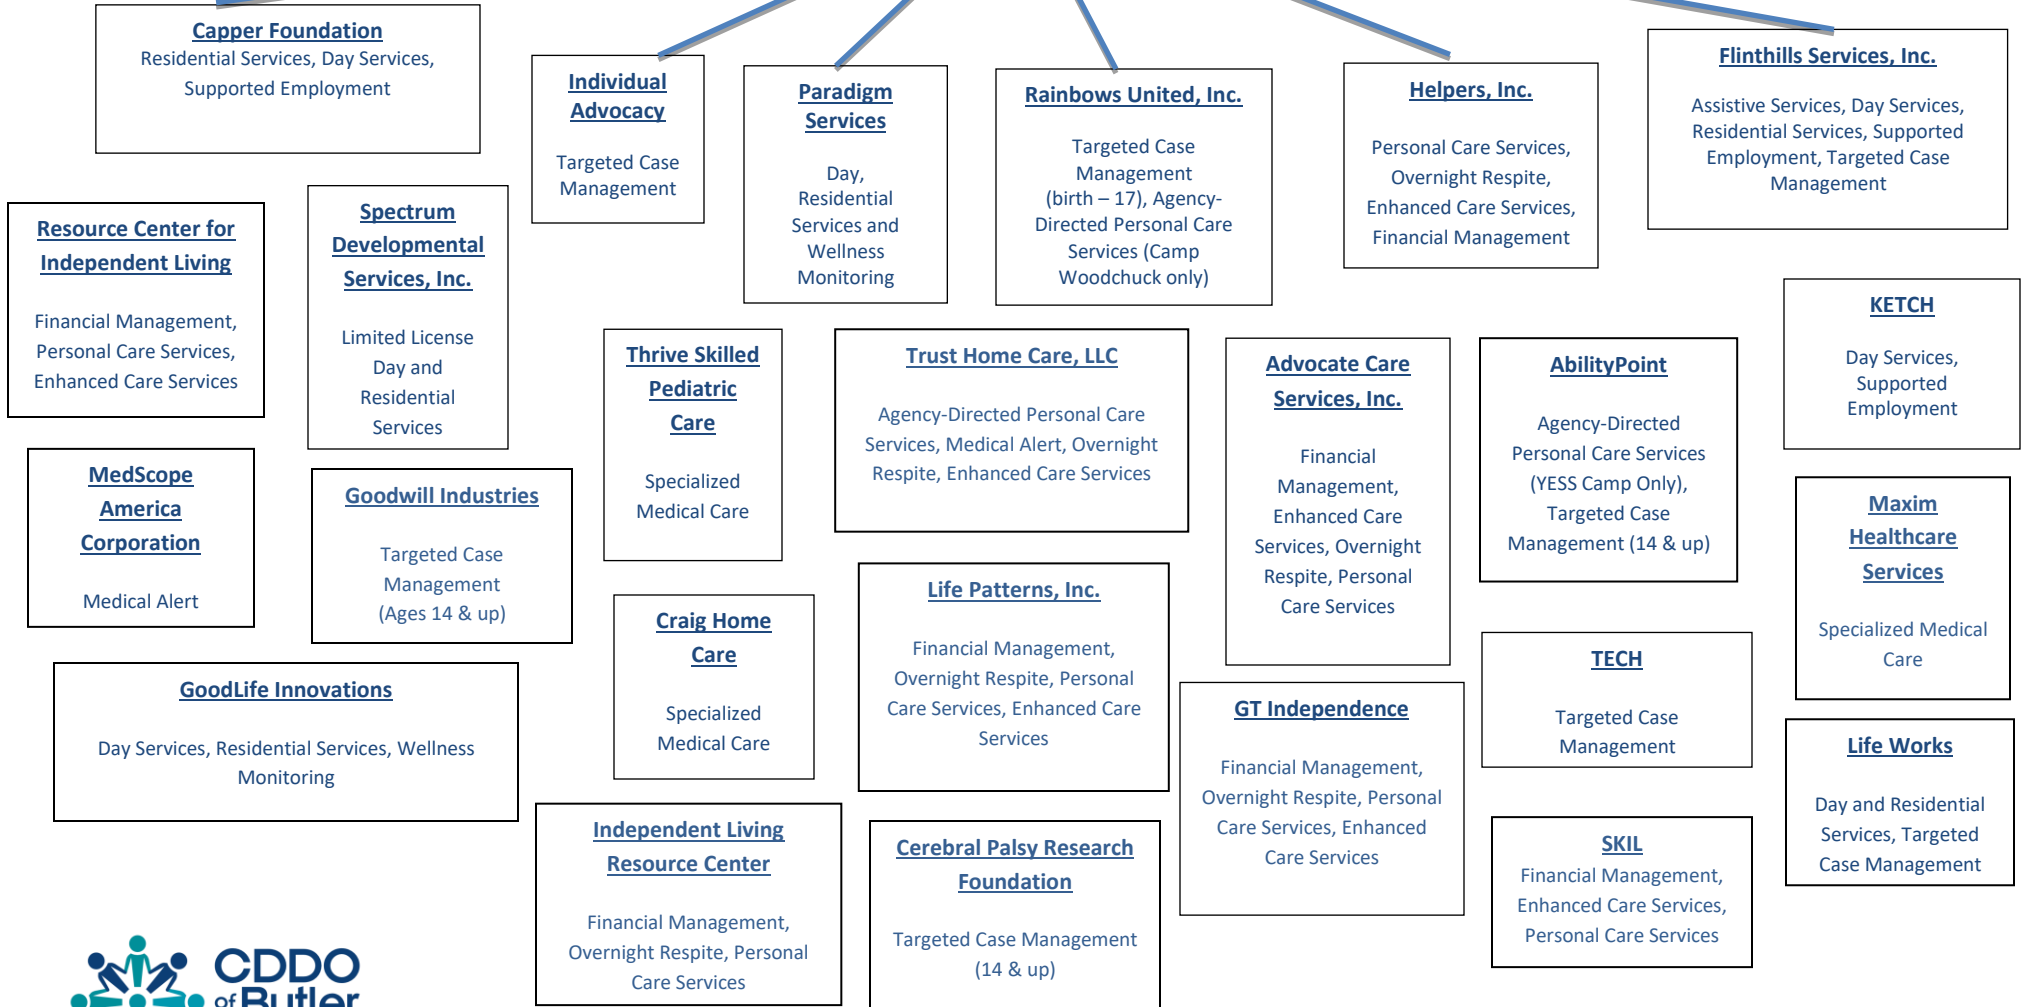 Capper Foundation
Residential Services, Day Services,
Supported Employment
Individual
Advocacy
Targeted Case
Management
Paradigm
Services
Day,
Residential
Services and
Wellness
Monitoring
Rainbows United, Inc.
Targeted Case
Management
(birth – 17), Agency-
Directed Personal Care
Services (Camp
Woodchuck only)
Helpers, Inc.
Personal Care Services,
Overnight Respite,
Enhanced Care Services,
Financial Management
Flinthills Services, Inc.
Assistive Services, Day Services,
Residential Services, Supported
Employment, Targeted Case
Management
Resource Center for
Independent Living
Financial Management,
Personal Care Services,
Enhanced Care Services
Spectrum
Developmental
Services, Inc.
Limited License
Day and
Residential
Services
Thrive Skilled
Pediatric
Care
Specialized
Medical Care
Trust Home Care, LLC
Agency-Directed Personal Care
Services, Medical Alert, Overnight
Respite, Enhanced Care Services
Advocate Care
Services, Inc.
Financial
Management,
Enhanced Care
Services, Overnight
Respite, Personal
Care Services
AbilityPoint
Agency-Directed
Personal Care Services
(YESS Camp Only),
Targeted Case
Management (14 & up)
KETCH
Day Services,
Supported
Employment
MedScope
America
Corporation
Medical Alert
Goodwill Industries
Targeted Case
Management
(Ages 14 & up)
Craig Home
Care
Specialized
Medical Care
Life Patterns, Inc.
Financial Management,
Overnight Respite, Personal
Care Services, Enhanced Care
Services
Maxim
Healthcare
Services
Specialized Medical
Care
TECH
Targeted Case
Management
GoodLife Innovations
Day Services, Residential Services, Wellness
Monitoring
GT Independence
Financial Management,
Overnight Respite, Personal
Care Services, Enhanced
Care Services
Life Works
Day and Residential
Services, Targeted
Case Management
Independent Living
Resource Center
Financial Management,
Overnight Respite, Personal
Care Services
Cerebral Palsy Research
Foundation
Targeted Case Management
(14 & up)
SKIL
Financial Management,
Enhanced Care Services,
Personal Care Services
CDDO
of Butler